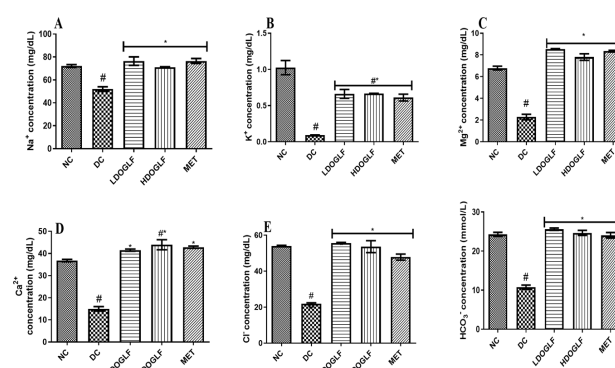 A
Na⁺ concentration (mg/dL)
100
80
60
40
20
0
#
*
NC
DC
LDOGLF
HDOGLF
MET
B
K⁺ concentration (mg/dL)
1.5
1.0
0.5
0.0
#
#*
NC
DC
LDOGLF
HDOGLF
MET
C
Mg²⁺ concentration (mg/dL)
10
8
6
4
2
0
#
*
NC
DC
LDOGLF
HDOGLF
MET
D
Ca²⁺
concentration (mg/dL)
50
40
30
20
10
0
#
*
#*
*
NC
DC
LDOGLF
HDOGLF
MET
E
Cl⁻ concentration (mg/dL)
60
40
20
0
#
*
NC
DC
LDOGLF
HDOGLF
MET
HCO₃⁻ concentration (mmol/L)
30
20
10
0
#
*
NC
DC
LDOGLF
HDOGLF
MET